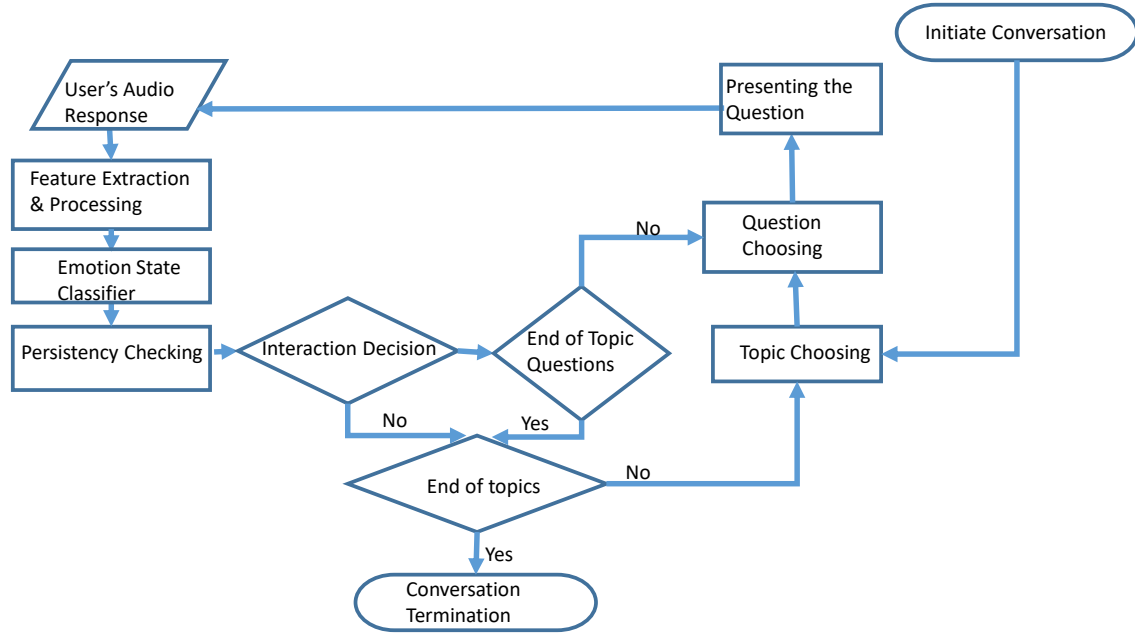 Initiate Conversation
User's Audio
Response
Presenting the
Question
Feature Extraction
& Processing
No
Question
Choosing
Emotion State
Classifier
Persistency Checking
Interaction Decision
End of Topic
Questions
Topic Choosing
No
Yes
End of topics
No
Yes
Conversation
Termination